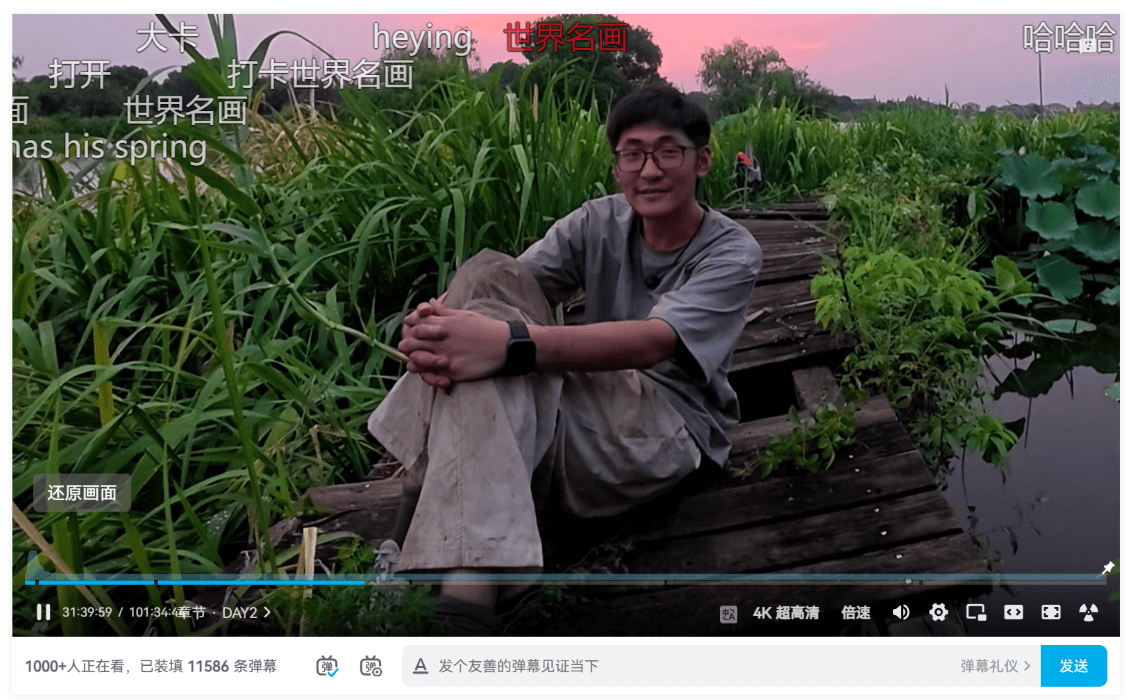 大卡 heying 世界名画 哈哈哈
打开 打卡世界名画
面 世界名画
has his spring
还原画面
31:39:59 / 101:34:4 章节 · DAY2
4K 超高清 倍速
1000+人正在看，已装填 11586 条弹幕
弹
弹
A 发个友善的弹幕见证当下
弹幕礼仪 >
发送